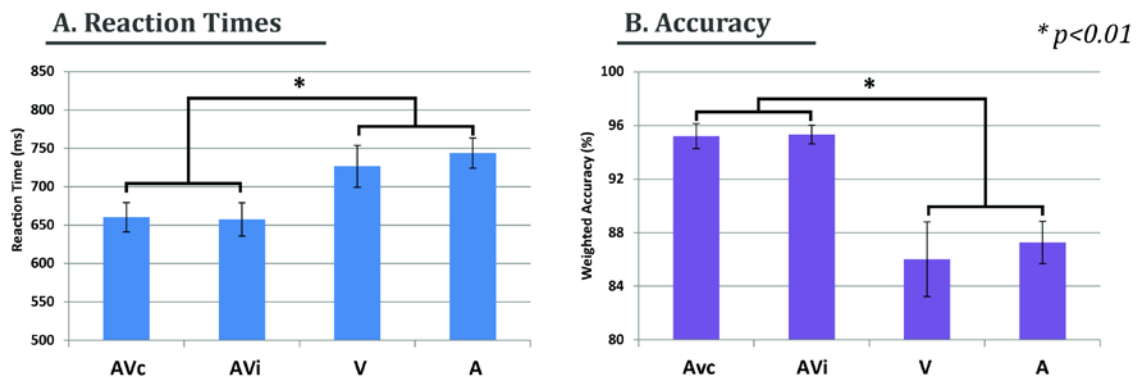 A. Reaction Times
B. Accuracy
* p<0.01
Reaction Time (ms)
850
800
750
700
650
600
550
500
*
AVc AVi V A
Weighted Accuracy (%)
100
96
92
88
84
80
*
Avc AVi V A